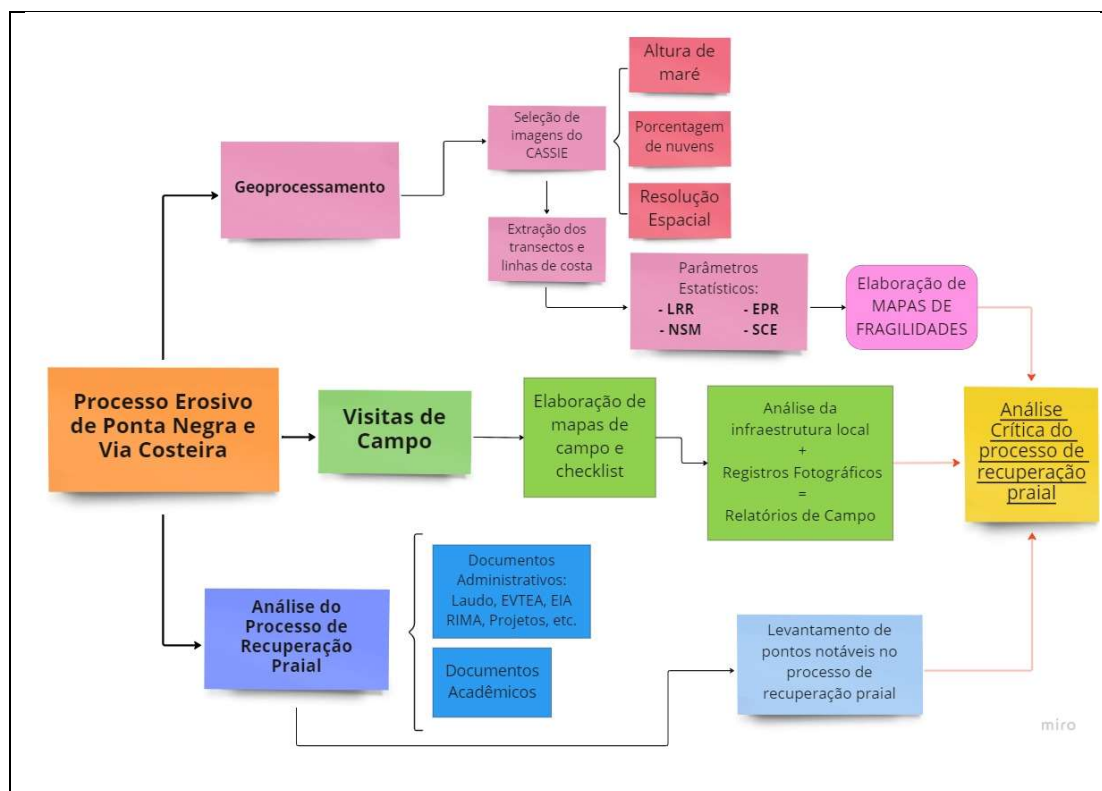 Altura de
maré
Seleção de
imagens do
CASSIE
Porcentagem
de nuvens
Geoprocessamento
Resolução
Espacial
Extração dos
transectos e
linhas de costa
Parâmetros
Estatísticos:
- LRR - EPR
- NSM - SCE
Elaboração de
MAPAS DE
FRAGILIDADES
Processo Erosivo
de Ponta Negra e
Via Costeira
Visitas de
Campo
Elaboração de
mapas de
campo e
checklist
Análise da
infraestrutura local
+
Registros Fotográficos
=
Relatórios de Campo
Análise
Crítica do
processo de
recuperação
praial
Análise do
Processo de
Recuperação
Praial
Documentos
Administrativos:
Laudo, EVTEA, EIA
RIMA, Projetos, etc.
Documentos
Acadêmicos
Levantamento de
pontos notáveis no
processo de
recuperação praial
miro